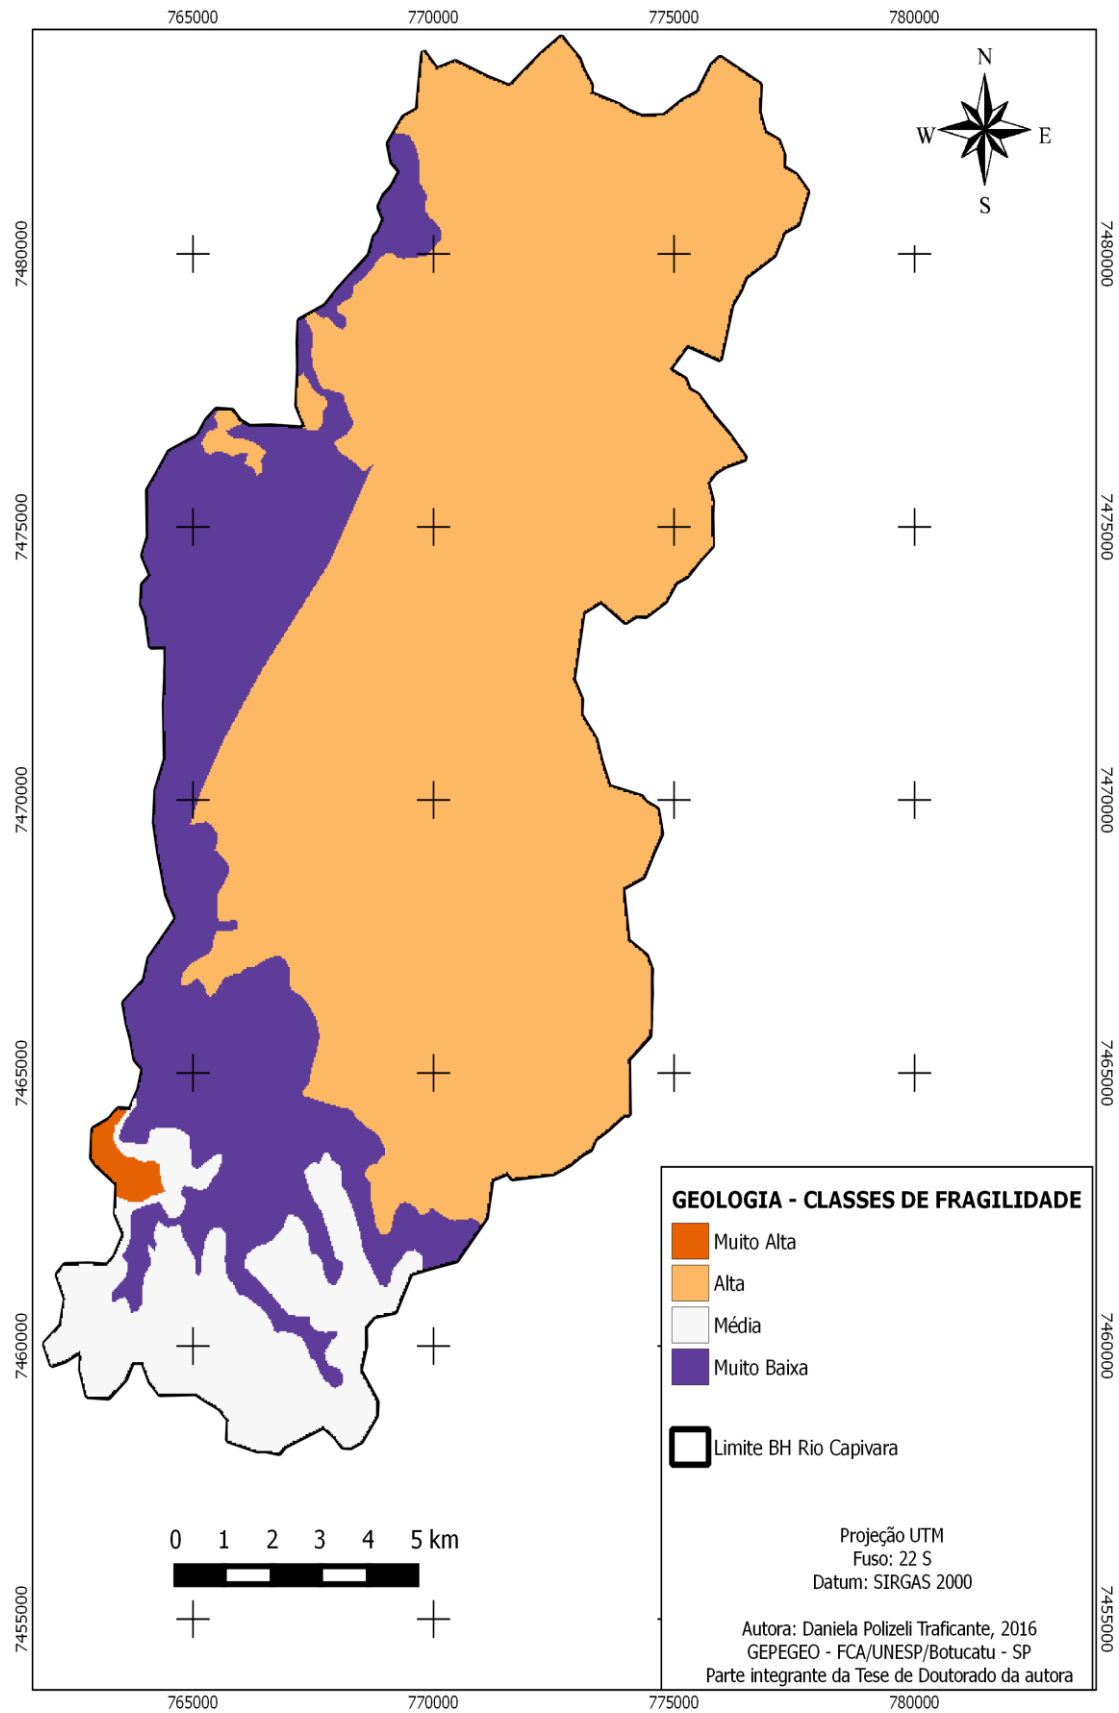 765000 770000 775000 780000
N
W E
S
7480000 7480000
7475000 7475000
7470000 7470000
7465000 7465000
GEOLOGIA - CLASSES DE FRAGILIDADE
Muito Alta
Alta
Média
7460000 7460000
Muito Baixa
Limite BH Rio Capivara
0 1 2 3 4 5 km
Projeção UTM
Fuso: 22 S
Datum: SIRGAS 2000
7455000 7455000
Autora: Daniela Polizeli Traficante, 2016
GEPEGEO - FCA/UNESP/Botucatu - SP
Parte integrante da Tese de Doutorado da autora
765000 770000 775000 780000